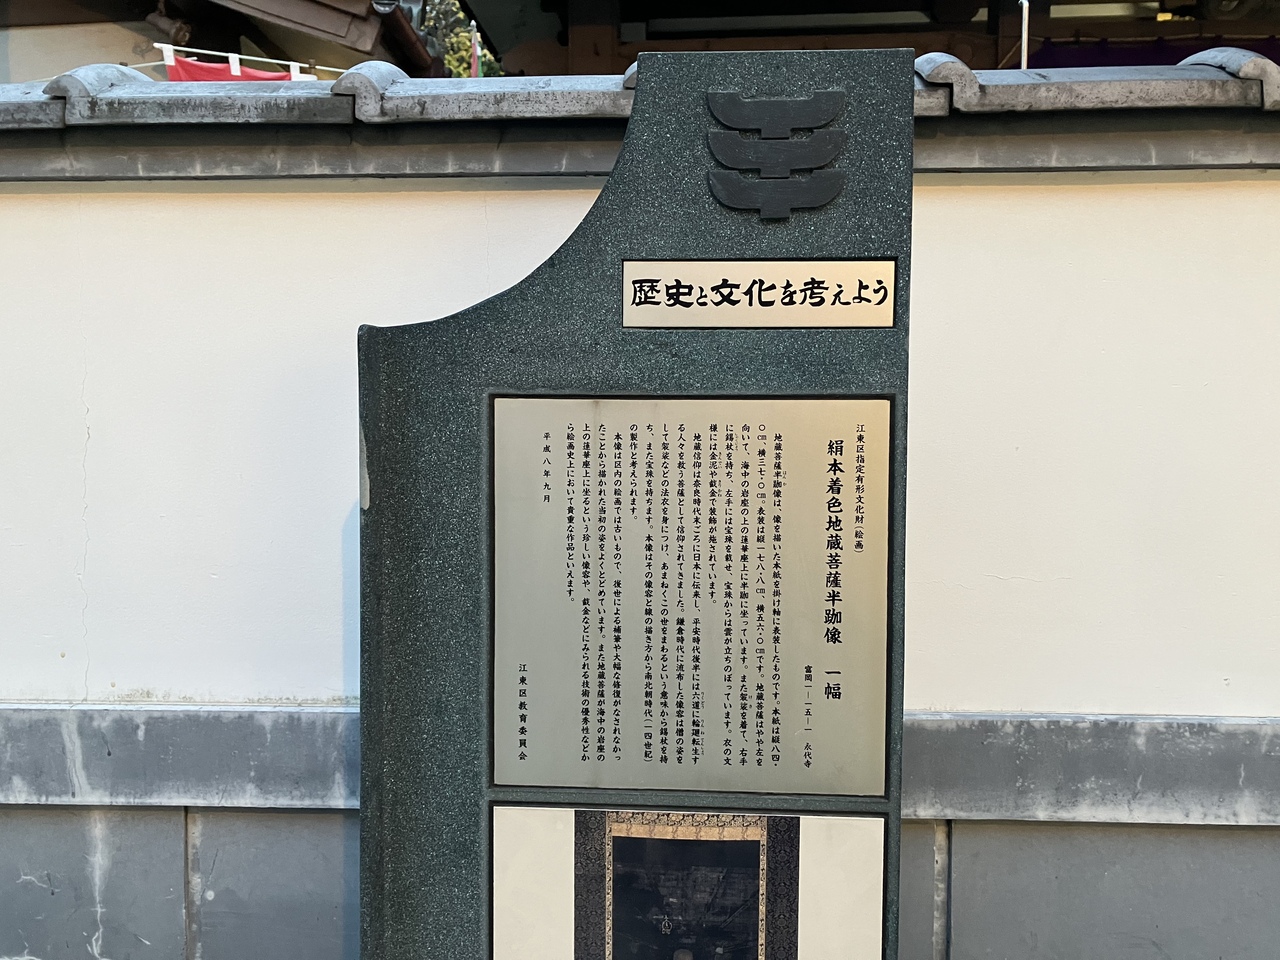 歴史と文化を考えよう
江東区指定有形文化財(絵画)
絹本着色地蔵菩薩半跏像 一幅
富岡一―一五―一 永代寺
地蔵菩薩半跏像は、像を描いた本紙を掛け軸に表装したものです。本紙は縦八四・
〇cm、横三七・〇cm。表装は縦一七八・八cm、横五六・〇cmです。地蔵菩薩はやや左を
向いて、海中の岩座の上の蓮華座上に半跏に坐っています。また袈裟を着て、右手
に錫杖を持ち、左手には宝珠を載せ、宝珠からは雲が立ちのぼっています。衣の文
様には金泥や截金で装飾が施されています。
地蔵信仰は奈良時代末ごろに日本に伝来し、平安時代後半には六道に輪廻転生す
る人々を救う菩薩として信仰されてきました。鎌倉時代に流布した像容は僧の姿を
して袈裟などの法衣を身につけ、あまねくこの世をまわるという意味から錫杖を持
ち、また宝珠を持ちます。本像はその像容と線の描き方から南北朝時代(一四世紀)
の製作と考えられます。
本像は区内の絵画では古いもので、後世による補筆や大幅な修復がなされなかっ
たことから描かれた当初の姿をよくとどめています。また地蔵菩薩が海中の岩座の
上の蓮華座上に坐るという珍しい像容や、截金などにみられる技術の優秀性などか
ら絵画史上において貴重な作品といえます。
平成八年九月
江東区教育委員会